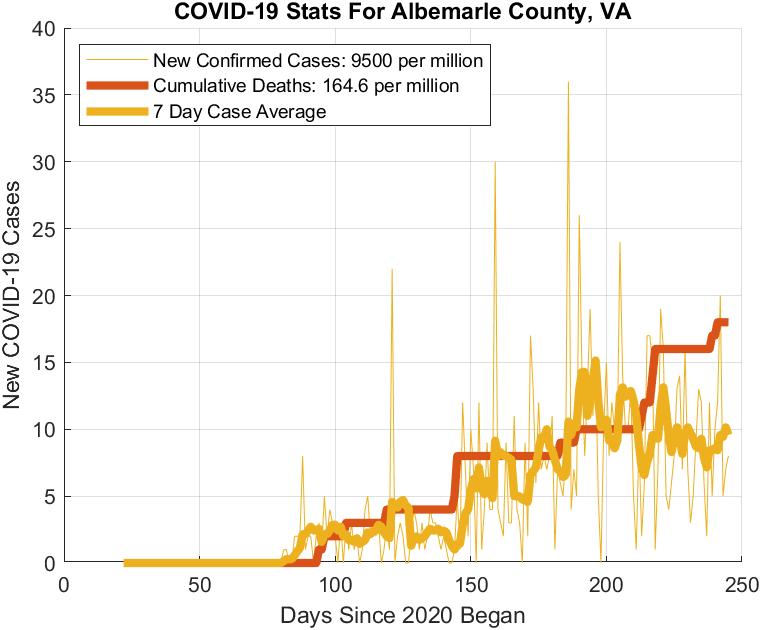 COVID-19 Stats For Albemarle County, VA
New Confirmed Cases: 9500 per million
Cumulative Deaths: 164.6 per million
7 Day Case Average
New COVID-19 Cases
40
35
30
25
20
15
10
5
0
0 50 100 150 200 250
Days Since 2020 Began